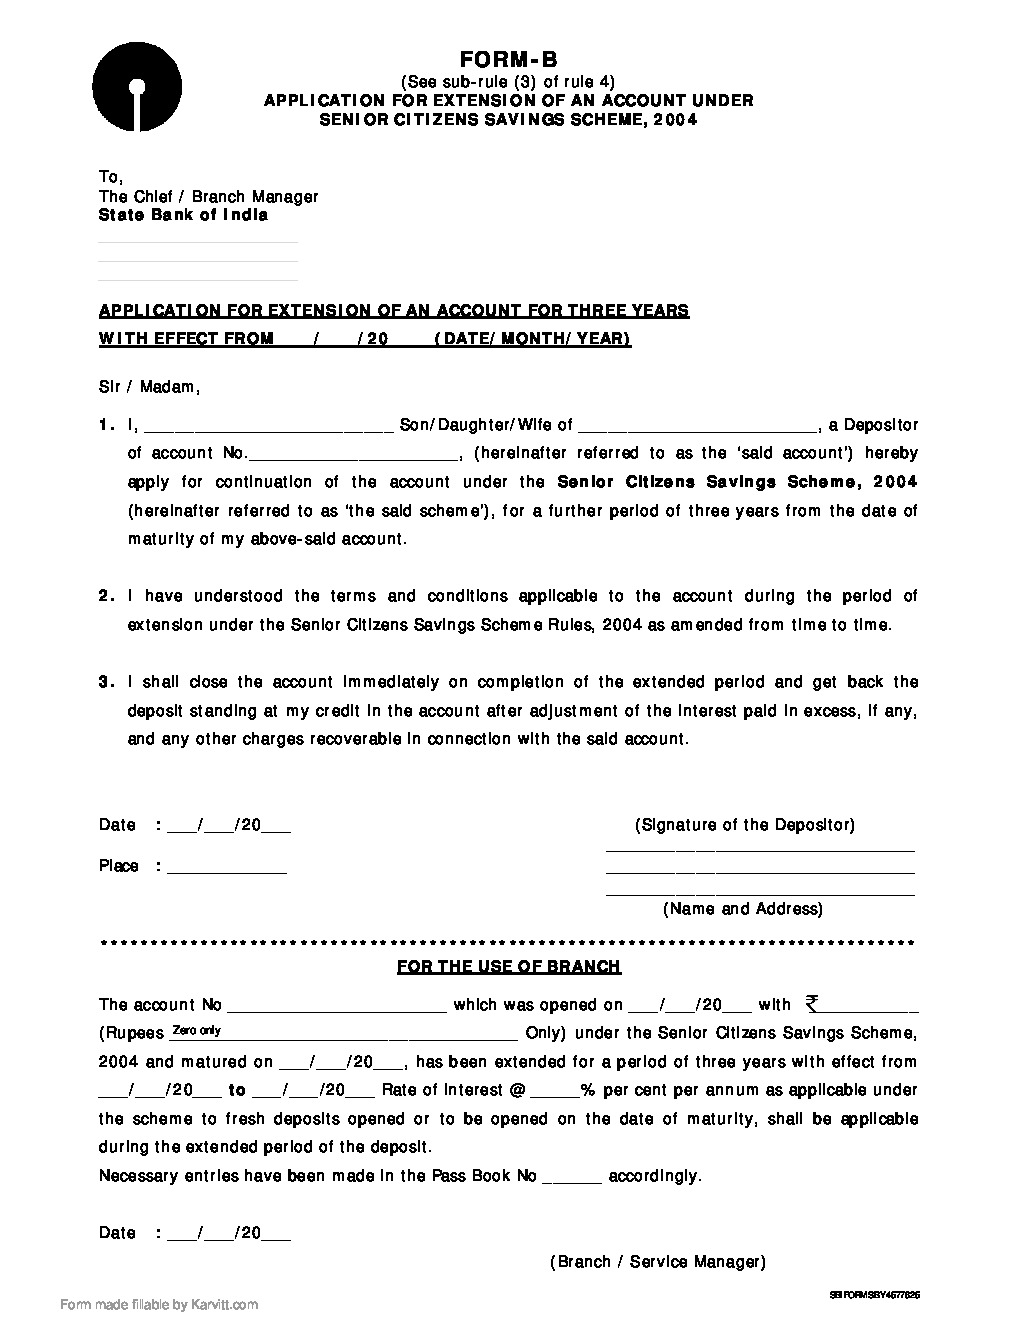 FORM-B
(See sub-rule (3) of rule 4)
APPLICATION FOR EXTENSION OF AN ACCOUNT UNDER
SENIOR CITIZENS SAVINGS SCHEME, 2004
To,
The Chief / Branch Manager
State Bank of India
APPLICATION FOR EXTENSION OF AN ACCOUNT FOR THREE YEARS
WITH EFFECT FROM ___/___/20___ (DATE/ MONTH/ YEAR)
Sir / Madam,
1. I, _________________________ Son/Daughter/Wife of ________________________, a Depositor
of account No._____________________, (hereinafter referred to as the ‘said account’) hereby
apply for continuation of the account under the Senior Citizens Savings Scheme, 2004
(hereinafter referred to as ‘the said scheme’), for a further period of three years from the date of
maturity of my above-said account.
2. I have understood the terms and conditions applicable to the account during the period of
extension under the Senior Citizens Savings Scheme Rules, 2004 as amended from time to time.
3. I shall close the account immediately on completion of the extended period and get back the
deposit standing at my credit in the account after adjustment of the interest paid in excess, if any,
and any other charges recoverable in connection with the said account.
Date : ___/___/20___ (Signature of the Depositor)
Place : ____________
(Name and Address)
FOR THE USE OF BRANCH
The account No ______________________ which was opened on ___/___/20___ with ₹__________
(Rupees Zero only ______________________ Only) under the Senior Citizens Savings Scheme,
2004 and matured on ___/___/20___, has been extended for a period of three years with effect from
___/___/20___ to ___/___/20___ Rate of Interest @ _____% per cent per annum as applicable under
the scheme to fresh deposits opened or to be opened on the date of maturity, shall be applicable
during the extended period of the deposit.
Necessary entries have been made in the Pass Book No ______ accordingly.
Date : ___/___/20___
(Branch / Service Manager)
Form made fillable by Karvitt.com